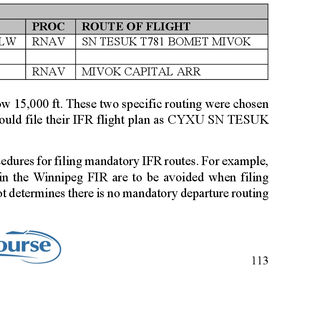 PROC ROUTE OF FLIGHT
LW RNAV SN TESUK T781 BOMET MIVOK
RNAV MIVOK CAPITAL ARR
ow 15,000 ft. These two specific routing were chosen
ould file their IFR flight plan as CYXU SN TESUK
edures for filing mandatory IFR routes. For example,
in the Winnipeg FIR are to be avoided when filing
ot determines there is no mandatory departure routing
ourse
113